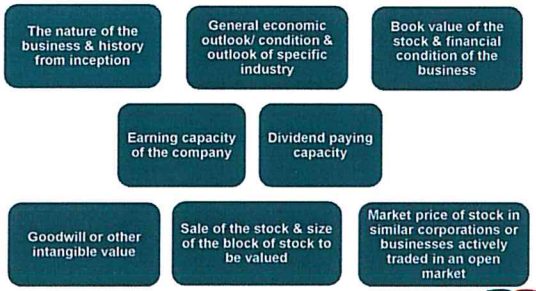 The nature of the
business & history
from inception
General economic
outlook/ condition &
outlook of specific
industry
Book value of the
stock & financial
condition of the
business
Earning capacity
of the company
Dividend paying
capacity
Goodwill or other
intangible value
Sale of the stock & size
of the block of stock to
be valued
Market price of stock in
similar corporations or
businesses actively
traded in an open
market